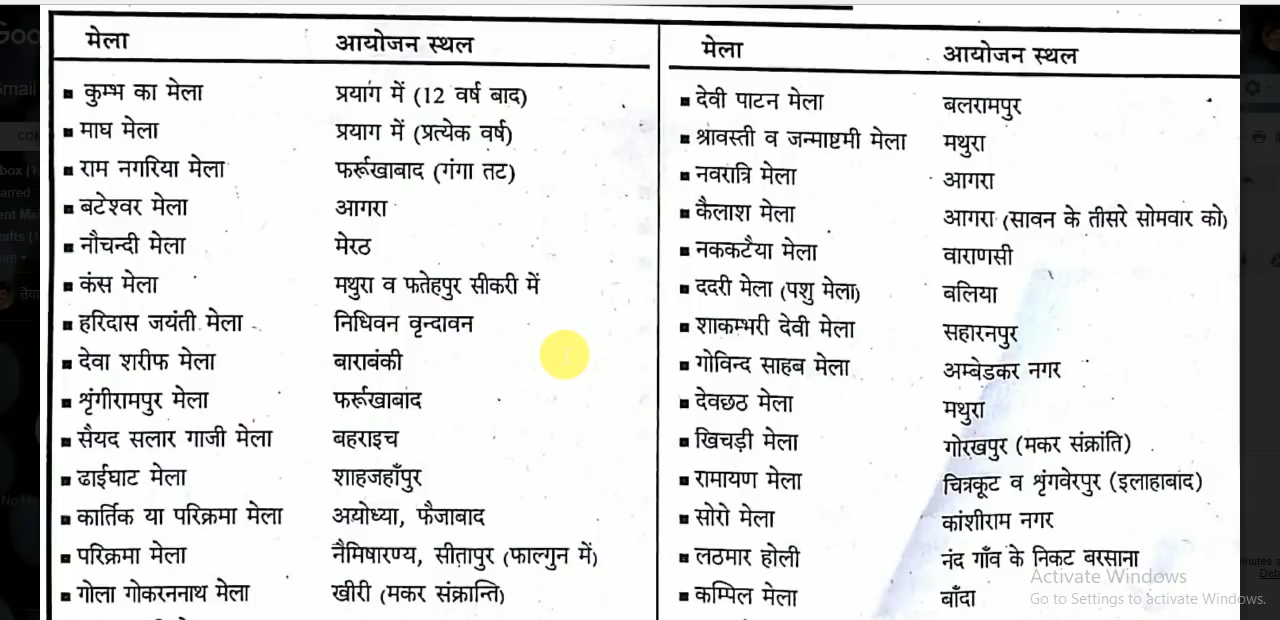 मेला आयोजन स्थल
■ कुम्भ का मेला प्रयाग में (12 वर्ष बाद)
■ माघ मेला प्रयाग में (प्रत्येक वर्ष)
■ राम नगरिया मेला फर्रूखाबाद (गंगा तट)
■ बटेश्वर मेला आगरा
■ नौचन्दी मेला मेरठ
■ कंस मेला मथुरा व फतेहपुर सीकरी में
■ हरिदास जयंती मेला निधिवन वृन्दावन
■ देवा शरीफ मेला बाराबंकी
■ श्रृंगीरामपुर मेला फर्रूखाबाद
■ सैयद सलार गाजी मेला बहराइच
■ ढाईघाट मेला शाहजहाँपुर
■ कार्तिक या परिक्रमा मेला अयोध्या, फैजाबाद
■ परिक्रमा मेला नैमिषारण्य, सीतापुर (फाल्गुन में)
■ गोला गोकरननाथ मेला खीरी (मकर संक्रान्ति)
मेला आयोजन स्थल
■ देवी पाटन मेला बलरामपुर
■ श्रावस्ती व जन्माष्टमी मेला मथुरा
■ नवरात्रि मेला आगरा
■ कैलाश मेला आगरा (सावन के तीसरे सोमवार को)
■ नककटैया मेला वाराणसी
■ ददरी मेला (पशु मेला) बलिया
■ शाकम्भरी देवी मेला सहारनपुर
■ गोविन्द साहब मेला अम्बेडकर नगर
■ देवछठ मेला मथुरा
■ खिचड़ी मेला गोरखपुर (मकर संक्रांति)
■ रामायण मेला चित्रकूट व श्रृंगवेरपुर (इलाहाबाद)
■ सोरो मेला कांशीराम नगर
■ लठमार होली नंद गाँव के निकट बरसाना
■ कम्पिल मेला बाँदा
Activate Windows
Go to Settings to activate Windows.